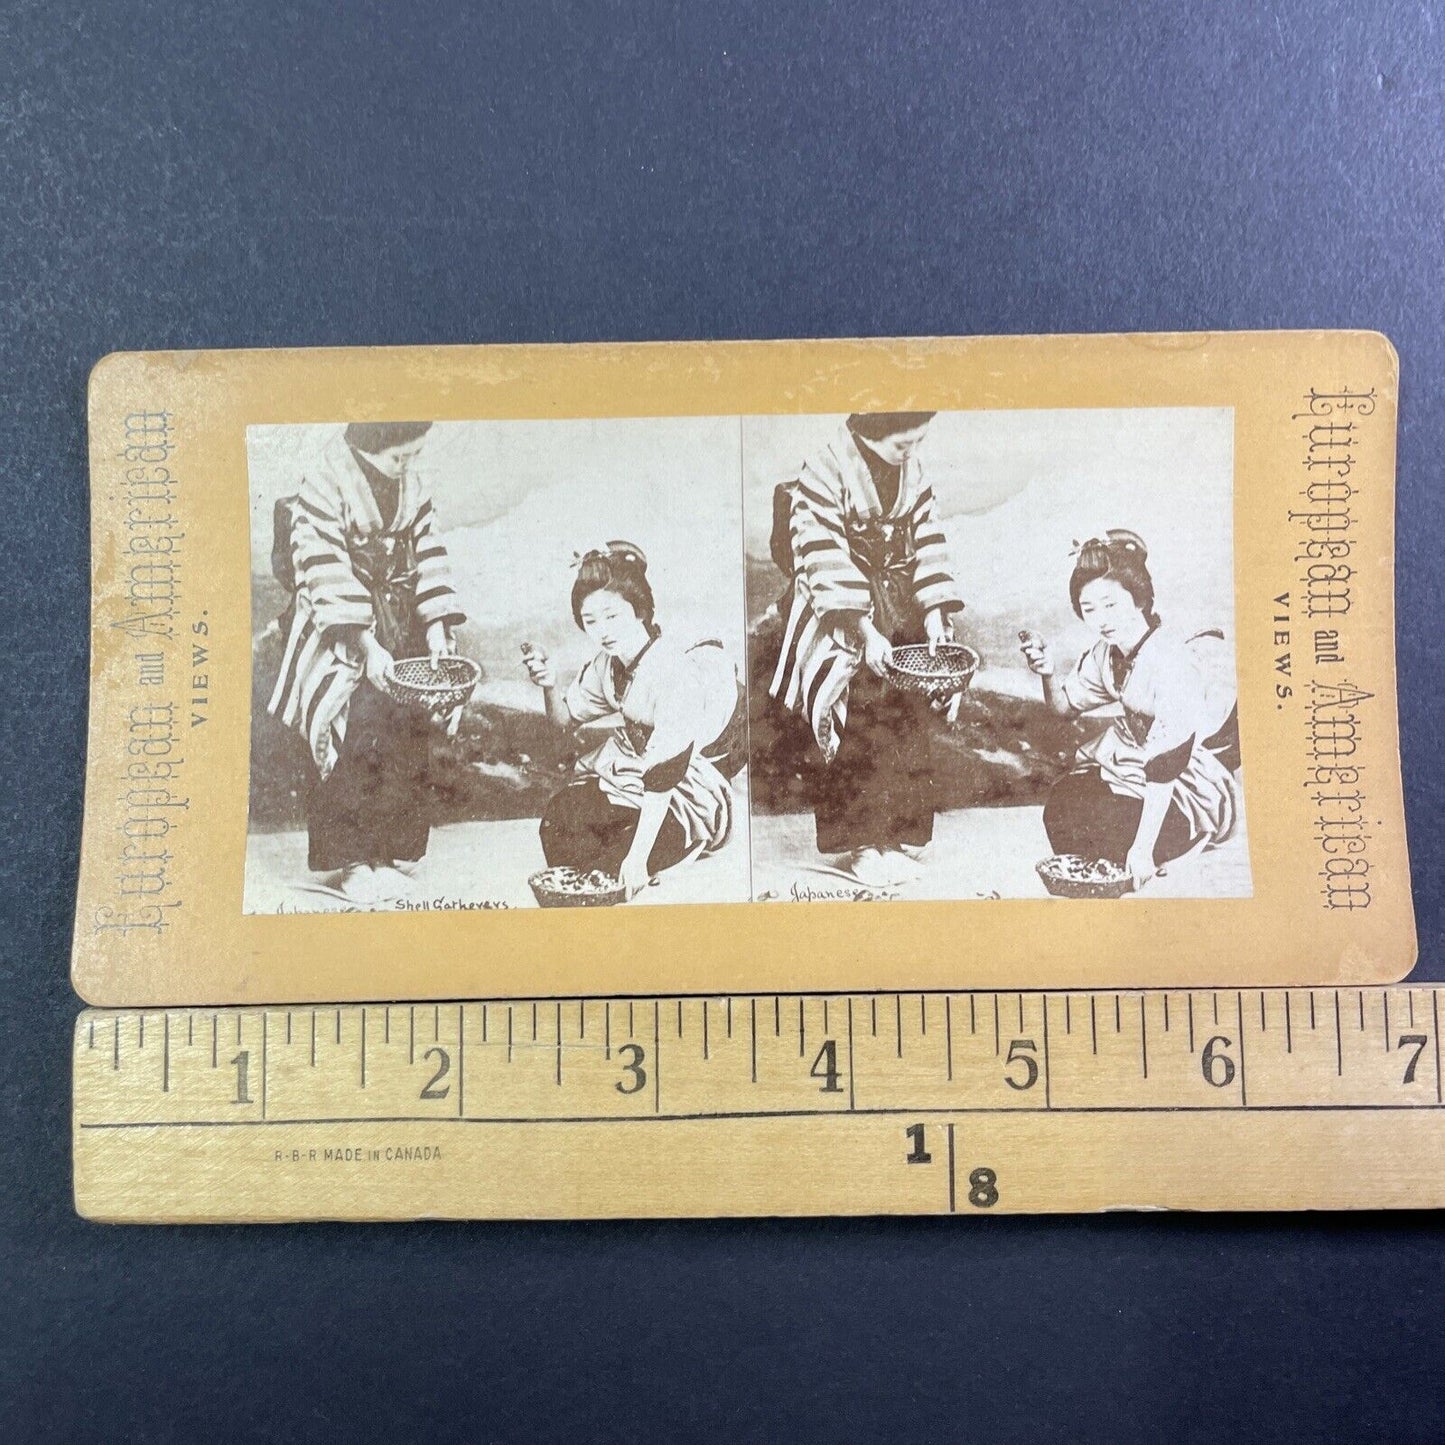 European and American
VIEWS.
Japanese Shell Gatherers.
Japanese
European and American
VIEWS.
1 2 3 4 5 6 7
R-B-R MADE IN CANADA
1
8